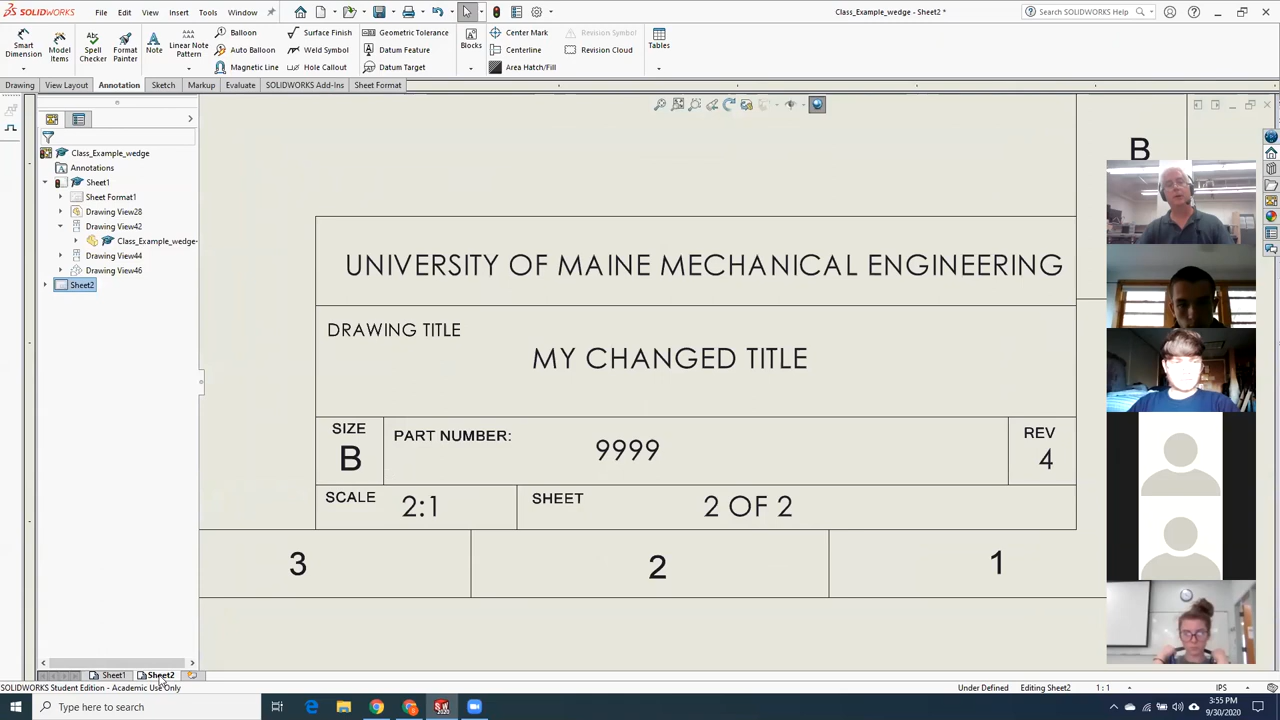 SOLIDWORKS File Edit View Insert Tools Window Class_Example_wedge - Sheet2 * Search SOLIDWORKS Help
Smart Dimension
Model Items
Spell Checker
Format Painter
Note
Linear Note Pattern
Balloon
Auto Balloon
Magnetic Line
Surface Finish
Weld Symbol
Hole Callout
Geometric Tolerance
Datum Feature
Datum Target
Blocks
Center Mark
Centerline
Area Hatch/Fill
Revision Symbol
Revision Cloud
Tables
Drawing View Layout Annotation Sketch Markup Evaluate SOLIDWORKS Add-Ins Sheet Format
Class_Example_wedge
Annotations
Sheet1
Sheet Format1
Drawing View28
Drawing View42
Class_Example_wedge-
Drawing View44
Drawing View46
Sheet2
B
UNIVERSITY OF MAINE MECHANICAL ENGINEERING
DRAWING TITLE
MY CHANGED TITLE
SIZE
B
PART NUMBER:
9999
REV
4
SCALE
2:1
SHEET
2 OF 2
3 2 1
Sheet1 Sheet2
SOLIDWORKS Student Edition - Academic Use Only Under Defined Editing Sheet2 1 : 1 IPS
Type here to search
SW
2020
3:55 PM
9/30/2020